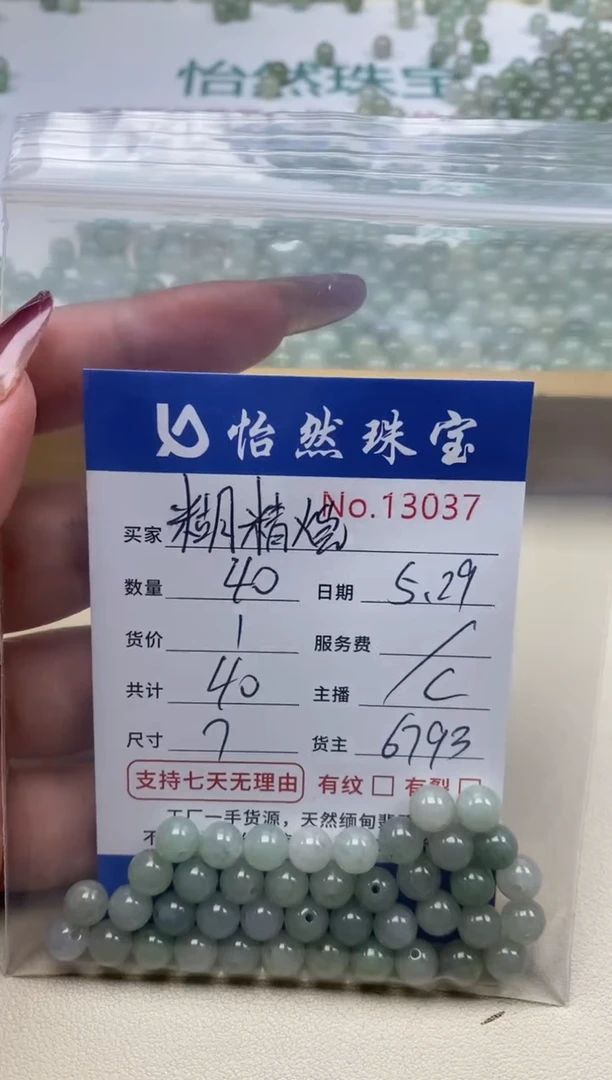 怡然珠宝
怡然珠宝
No.13037
买家 糊精烧
数量 40 日期 5.29
货价 1 服务费 /
共计 40 主播 C
尺寸 7 货主 6793
支持七天无理由 有纹 □ 有裂 □
工厂一手货源，天然缅甸翡
不